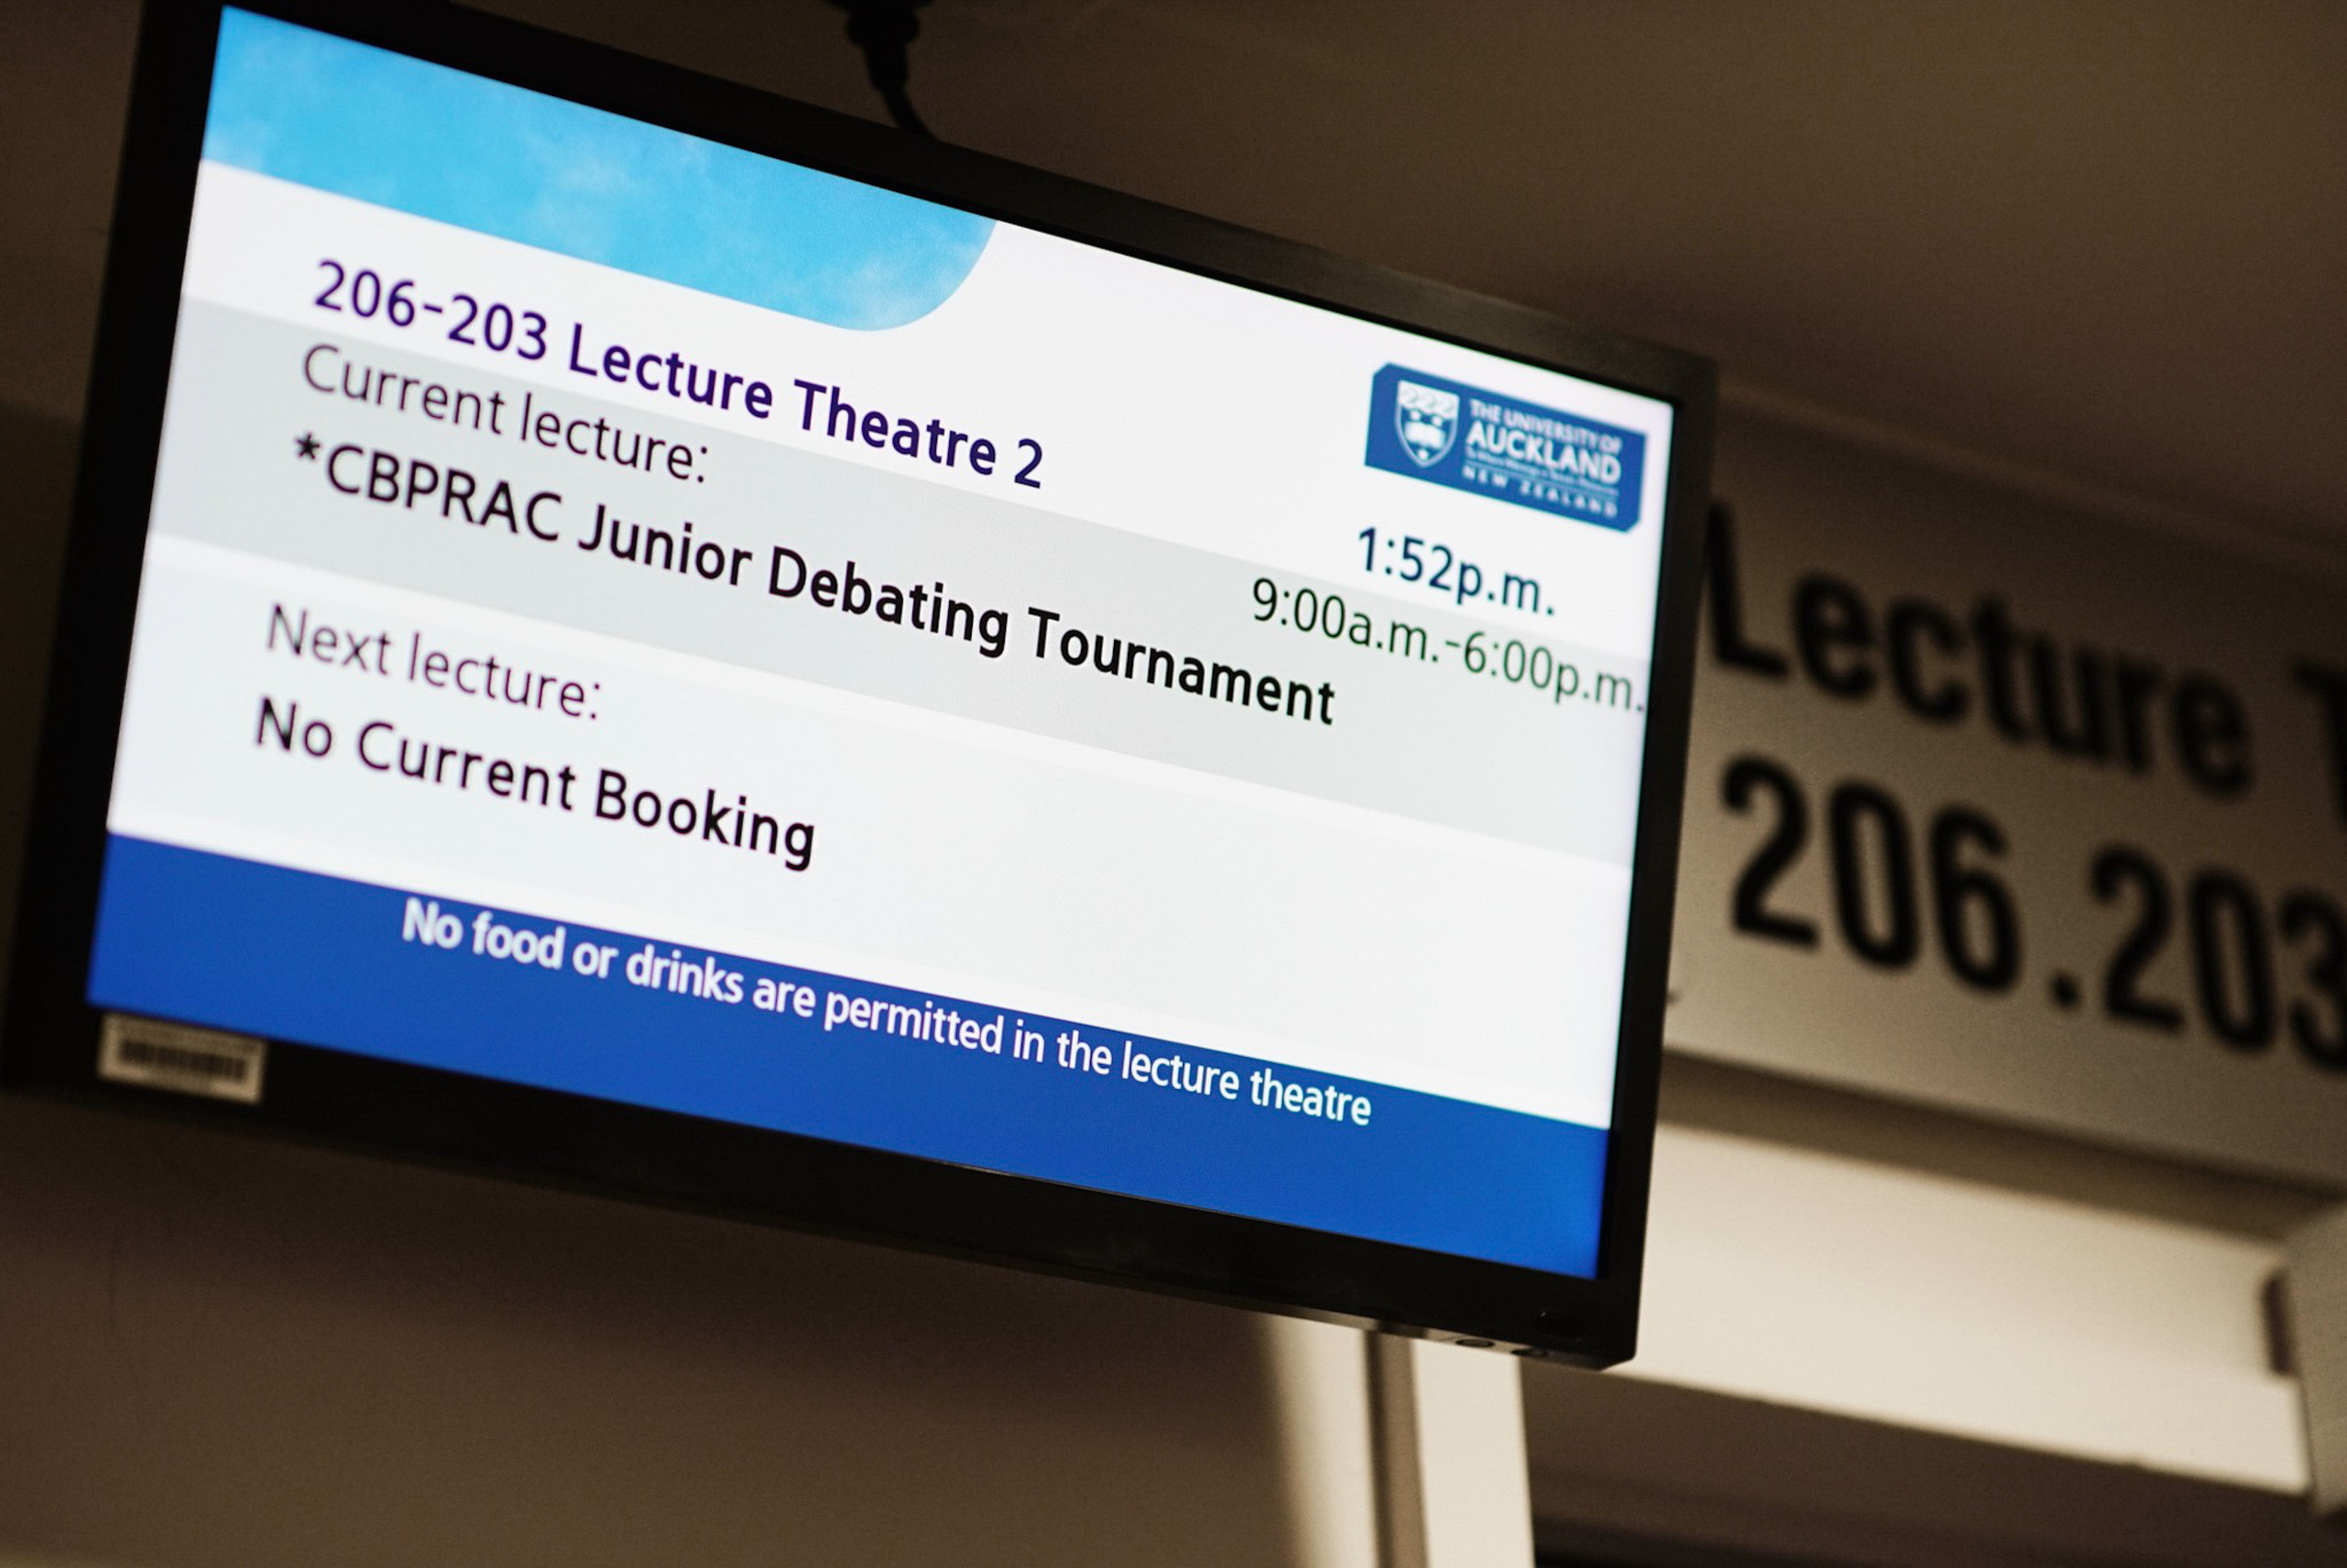 206-203 Lecture Theatre 2
THE UNIVERSITY OF
AUCKLAND
NEW ZEALAND
1:52p.m.
Current lecture:
9:00a.m.-6:00p.m.
*CBPRAC Junior Debating Tournament
Next lecture:
No Current Booking
No food or drinks are permitted in the lecture theatre
Lecture T
206.203